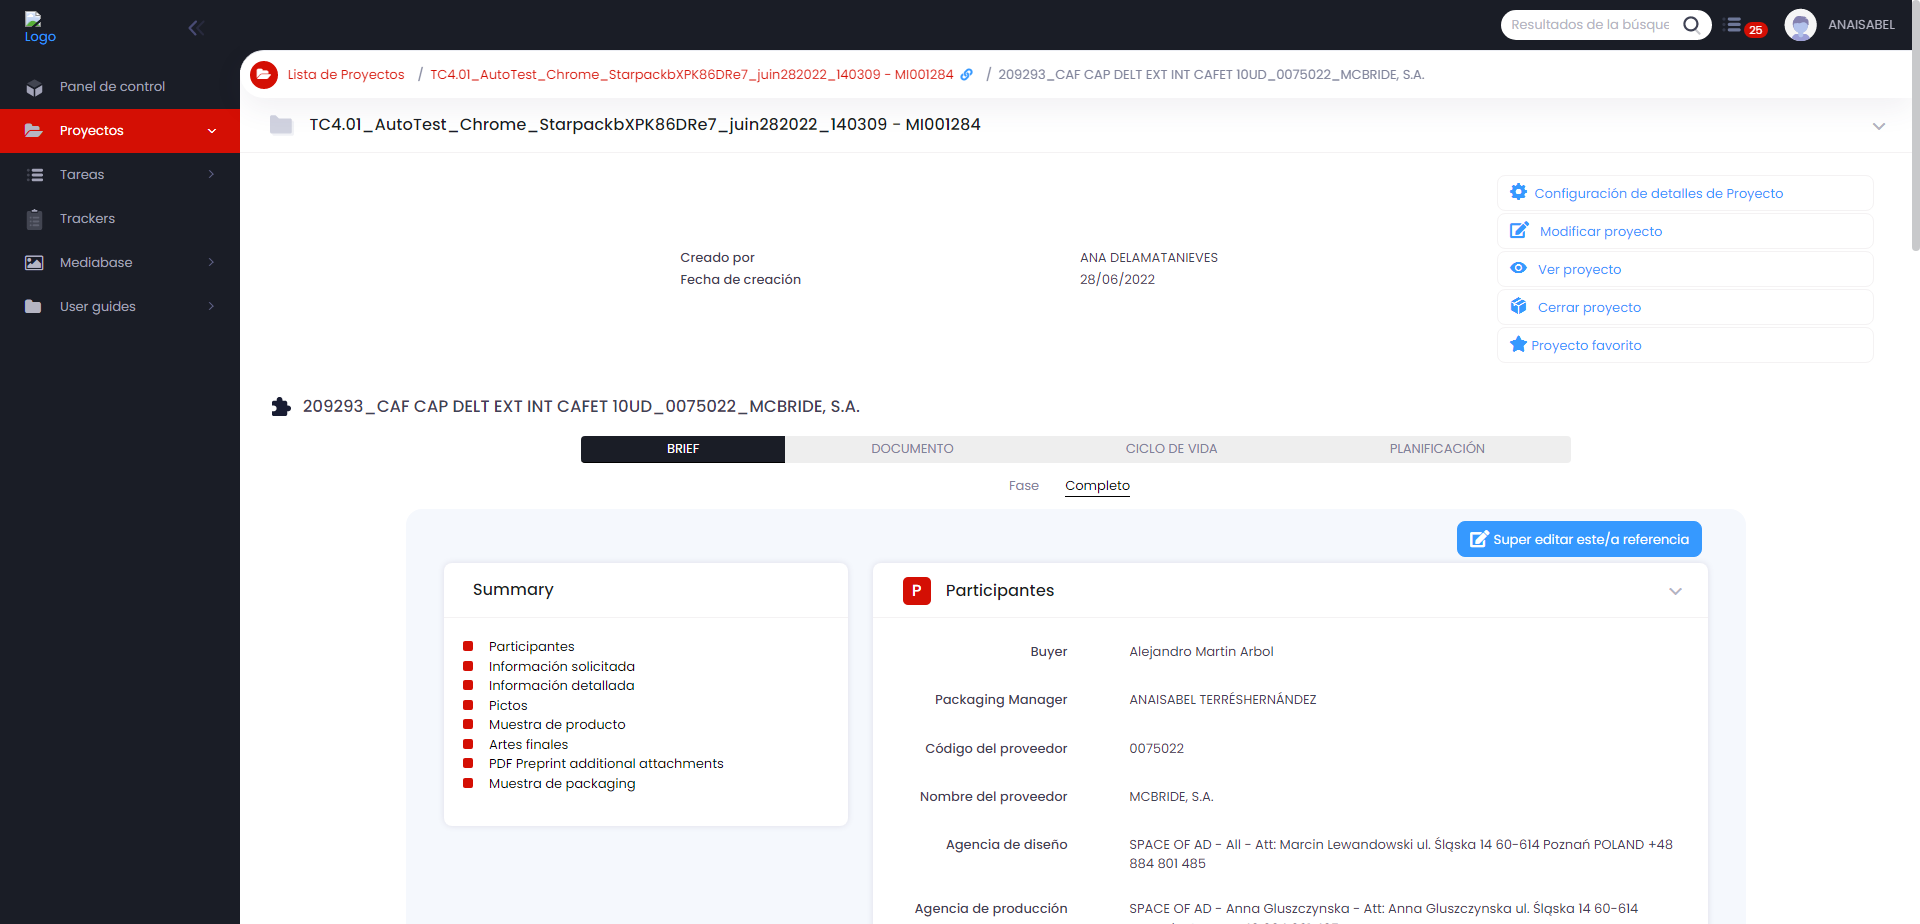 Logo
Resultados de la búsque
25
ANAISABEL
Panel de control
Proyectos
Tareas
Trackers
Mediabase
User guides
Lista de Proyectos / TC4.01_AutoTest_Chrome_StarpackbXPK86DRe7_juin282022_140309 - MI001284 / 209293_CAF CAP DELT EXT INT CAFET 10UD_0075022_MCBRIDE, S.A.
TC4.01_AutoTest_Chrome_StarpackbXPK86DRe7_juin282022_140309 - MI001284
Creado por ANA DELAMATANIEVES
Fecha de creación 28/06/2022
Configuración de detalles de Proyecto
Modificar proyecto
Ver proyecto
Cerrar proyecto
Proyecto favorito
209293_CAF CAP DELT EXT INT CAFET 10UD_0075022_MCBRIDE, S.A.
BRIEF DOCUMENTO CICLO DE VIDA PLANIFICACIÓN
Fase Completo
Super editar este/a referencia
Summary
Participantes
Información solicitada
Información detallada
Pictos
Muestra de producto
Artes finales
PDF Preprint additional attachments
Muestra de packaging
P Participantes
Buyer Alejandro Martin Arbol
Packaging Manager ANAISABEL TERRÉSHERNÁNDEZ
Código del proveedor 0075022
Nombre del proveedor MCBRIDE, S.A.
Agencia de diseño SPACE OF AD - All - Att: Marcin Lewandowski ul. Śląska 14 60-614 Poznań POLAND +48
884 801 485
Agencia de producción SPACE OF AD - Anna Gluszczynska - Att: Anna Gluszczynska ul. Śląska 14 60-614